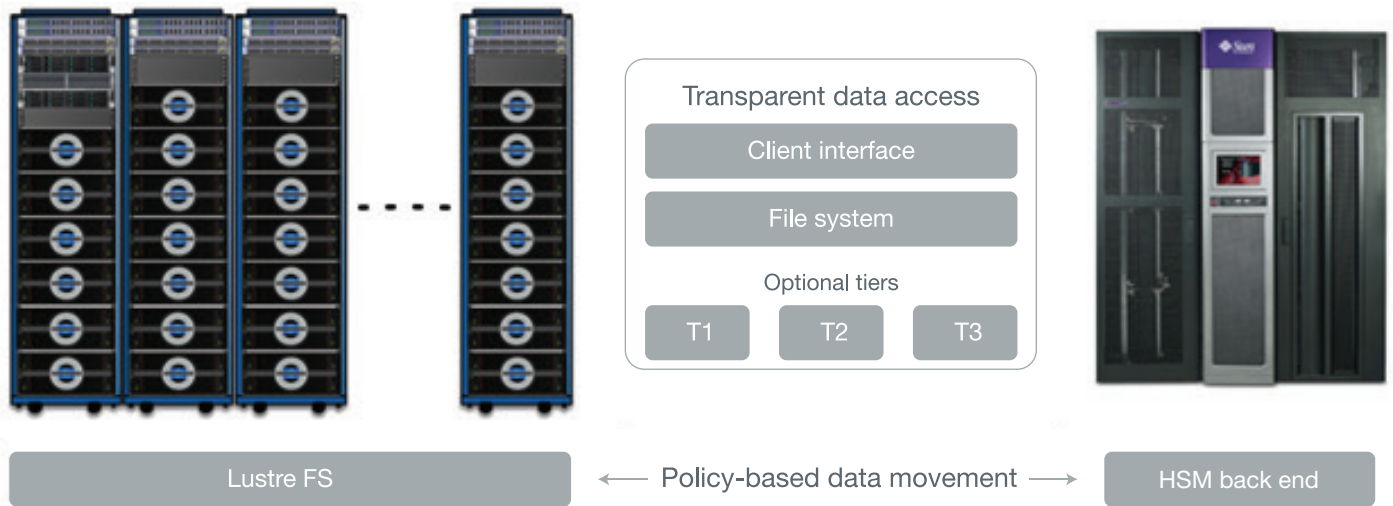 Sun
Transparent data access
Client interface
File system
Optional tiers
T1 T2 T3
Lustre FS
Policy-based data movement
HSM back end